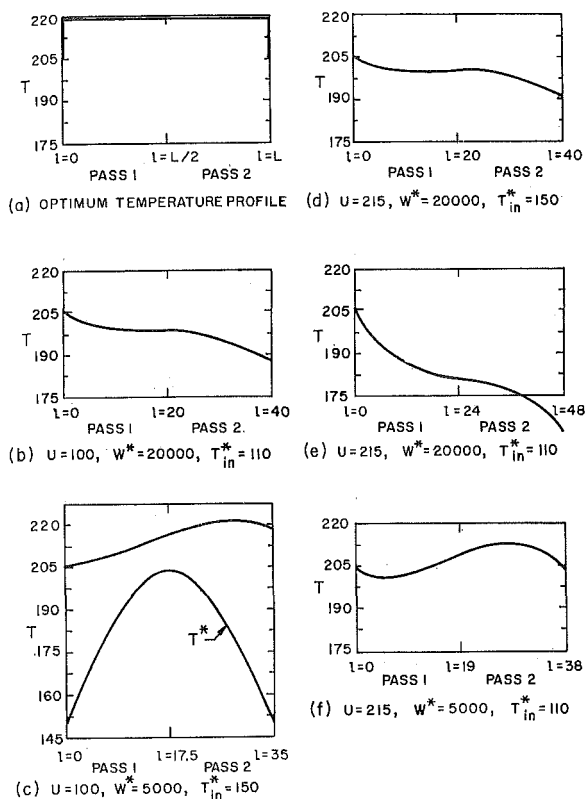 220
205
T
190
175
l=0 l=L/2 l=L
PASS 1 PASS 2
(a) OPTIMUM TEMPERATURE PROFILE
220
205
T
190
175
l=0 l=20 l=40
PASS 1 PASS 2
(d) U=215, W*=20000, T*in=150
220
205
T
190
175
l=0 l=20 l=40
PASS 1 PASS 2.
(b) U=100, W*=20000, T*in=110
220
205
T
190
175
l=0 l=24 l=48
PASS 1 PASS 2
(e) U=215, W*=20000, T*in=110
220
205
190
T
175
T*
160
145
l=0 l=17.5 l=35
PASS 1 PASS 2
(c) U=100, W*=5000, T*in=150
220
205
T
190
175
l=0 l=19 l=38
PASS 1 PASS 2
(f) U=215, W*=5000, T*in=110